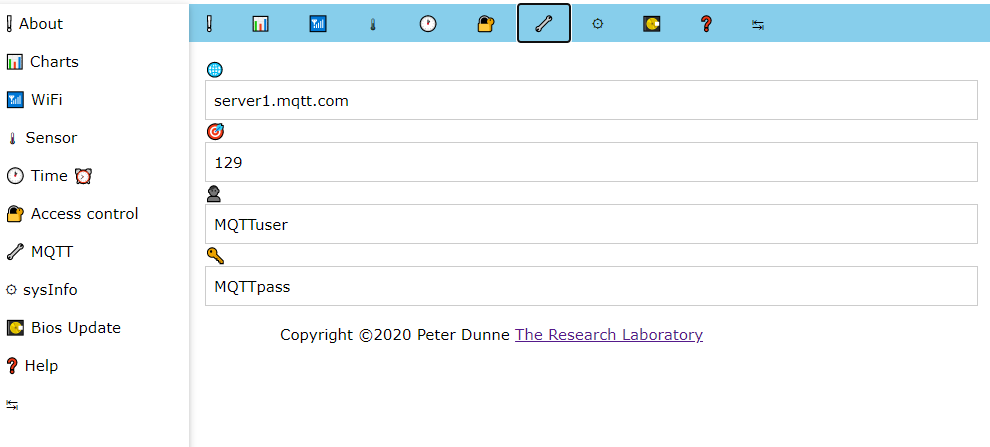 About
Charts
WiFi
Sensor
Time
Access control
MQTT
sysInfo
Bios Update
Help
server1.mqtt.com
129
MQTTuser
MQTTpass
Copyright ©2020 Peter Dunne The Research Laboratory